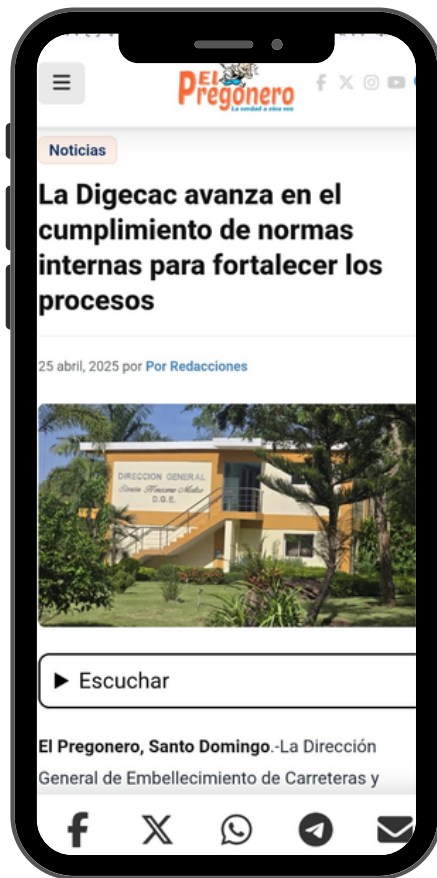 EL
Pregonero
La verdad a viva voz
Noticias
La Digecac avanza en el
cumplimiento de normas
internas para fortalecer los
procesos
25 abril, 2025 por Por Redacciones
DIRECCION GENERAL
D.G.E.
Escuchar
El Pregonero, Santo Domingo.-La Dirección
General de Embellecimiento de Carreteras y